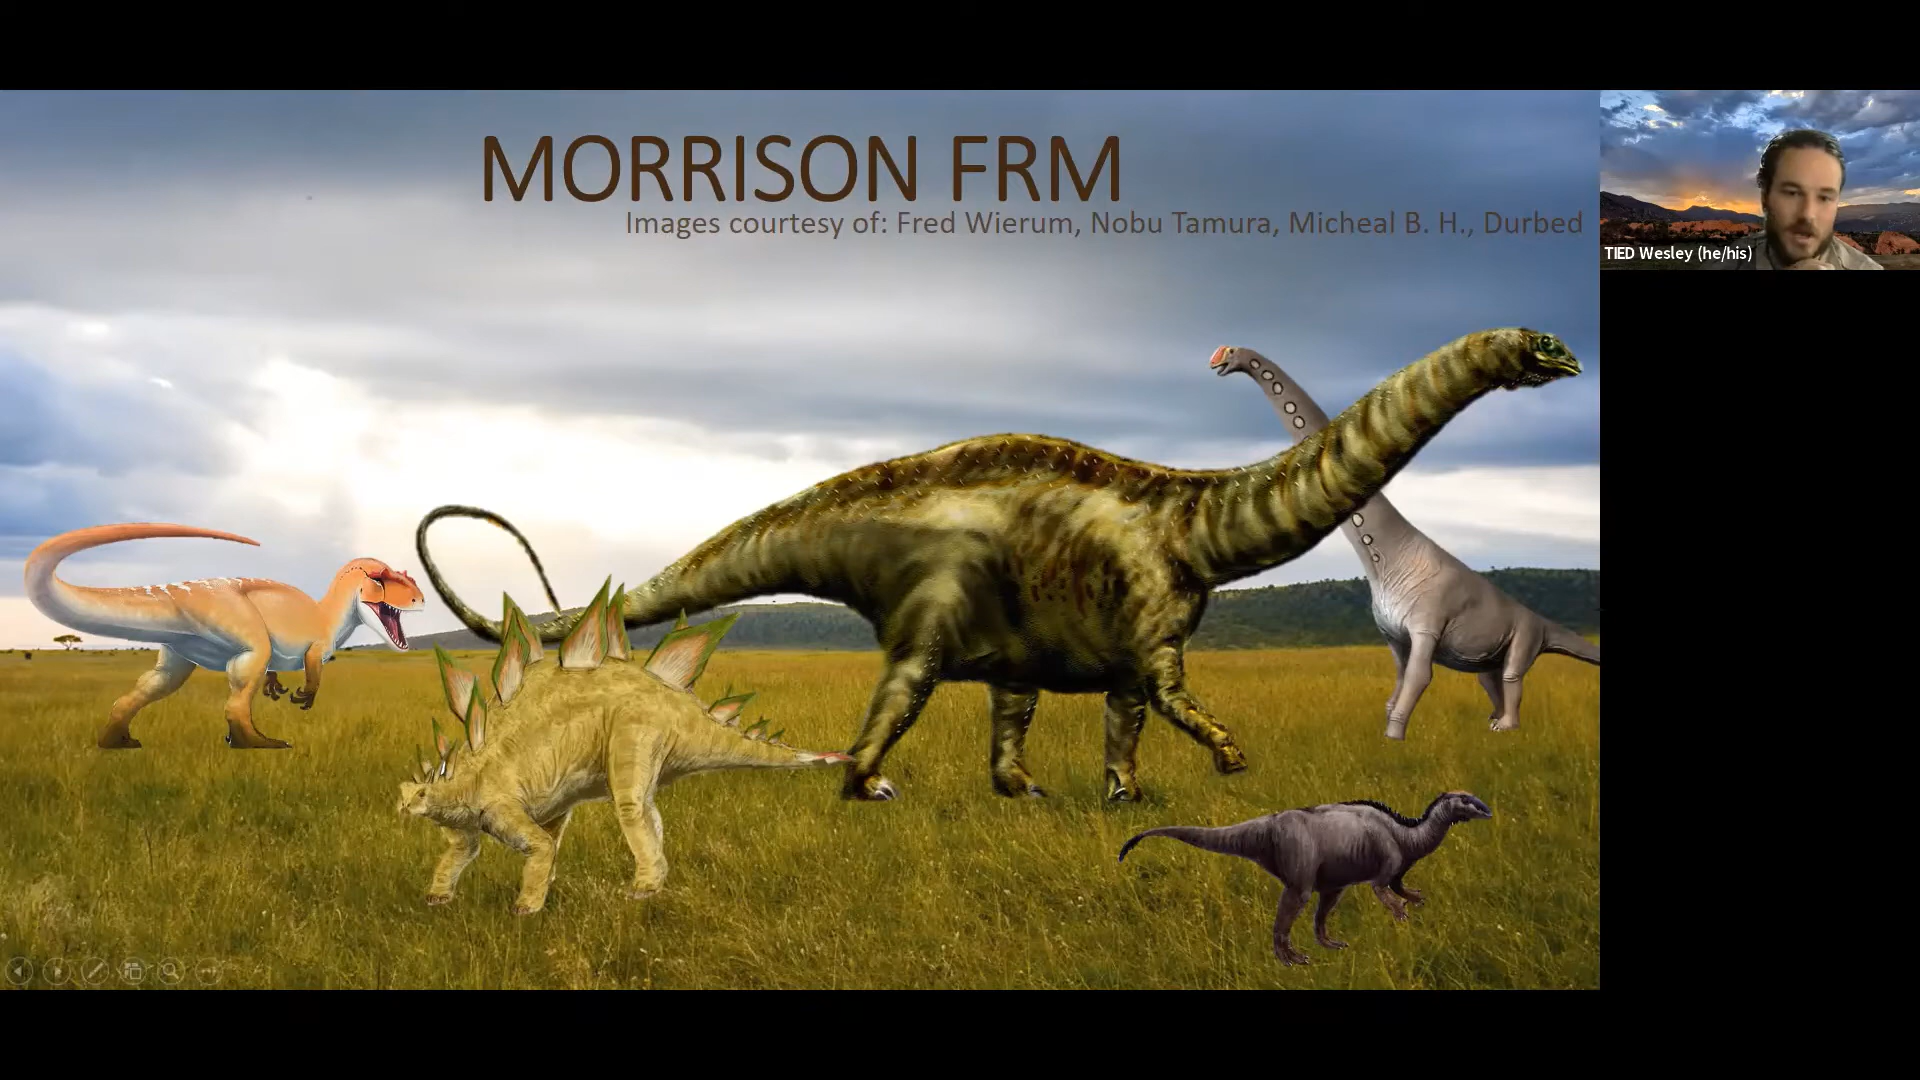 MORRISON FRM
Images courtesy of: Fred Wierum, Nobu Tamura, Micheal B. H., Durbed
TIED Wesley (he/his)